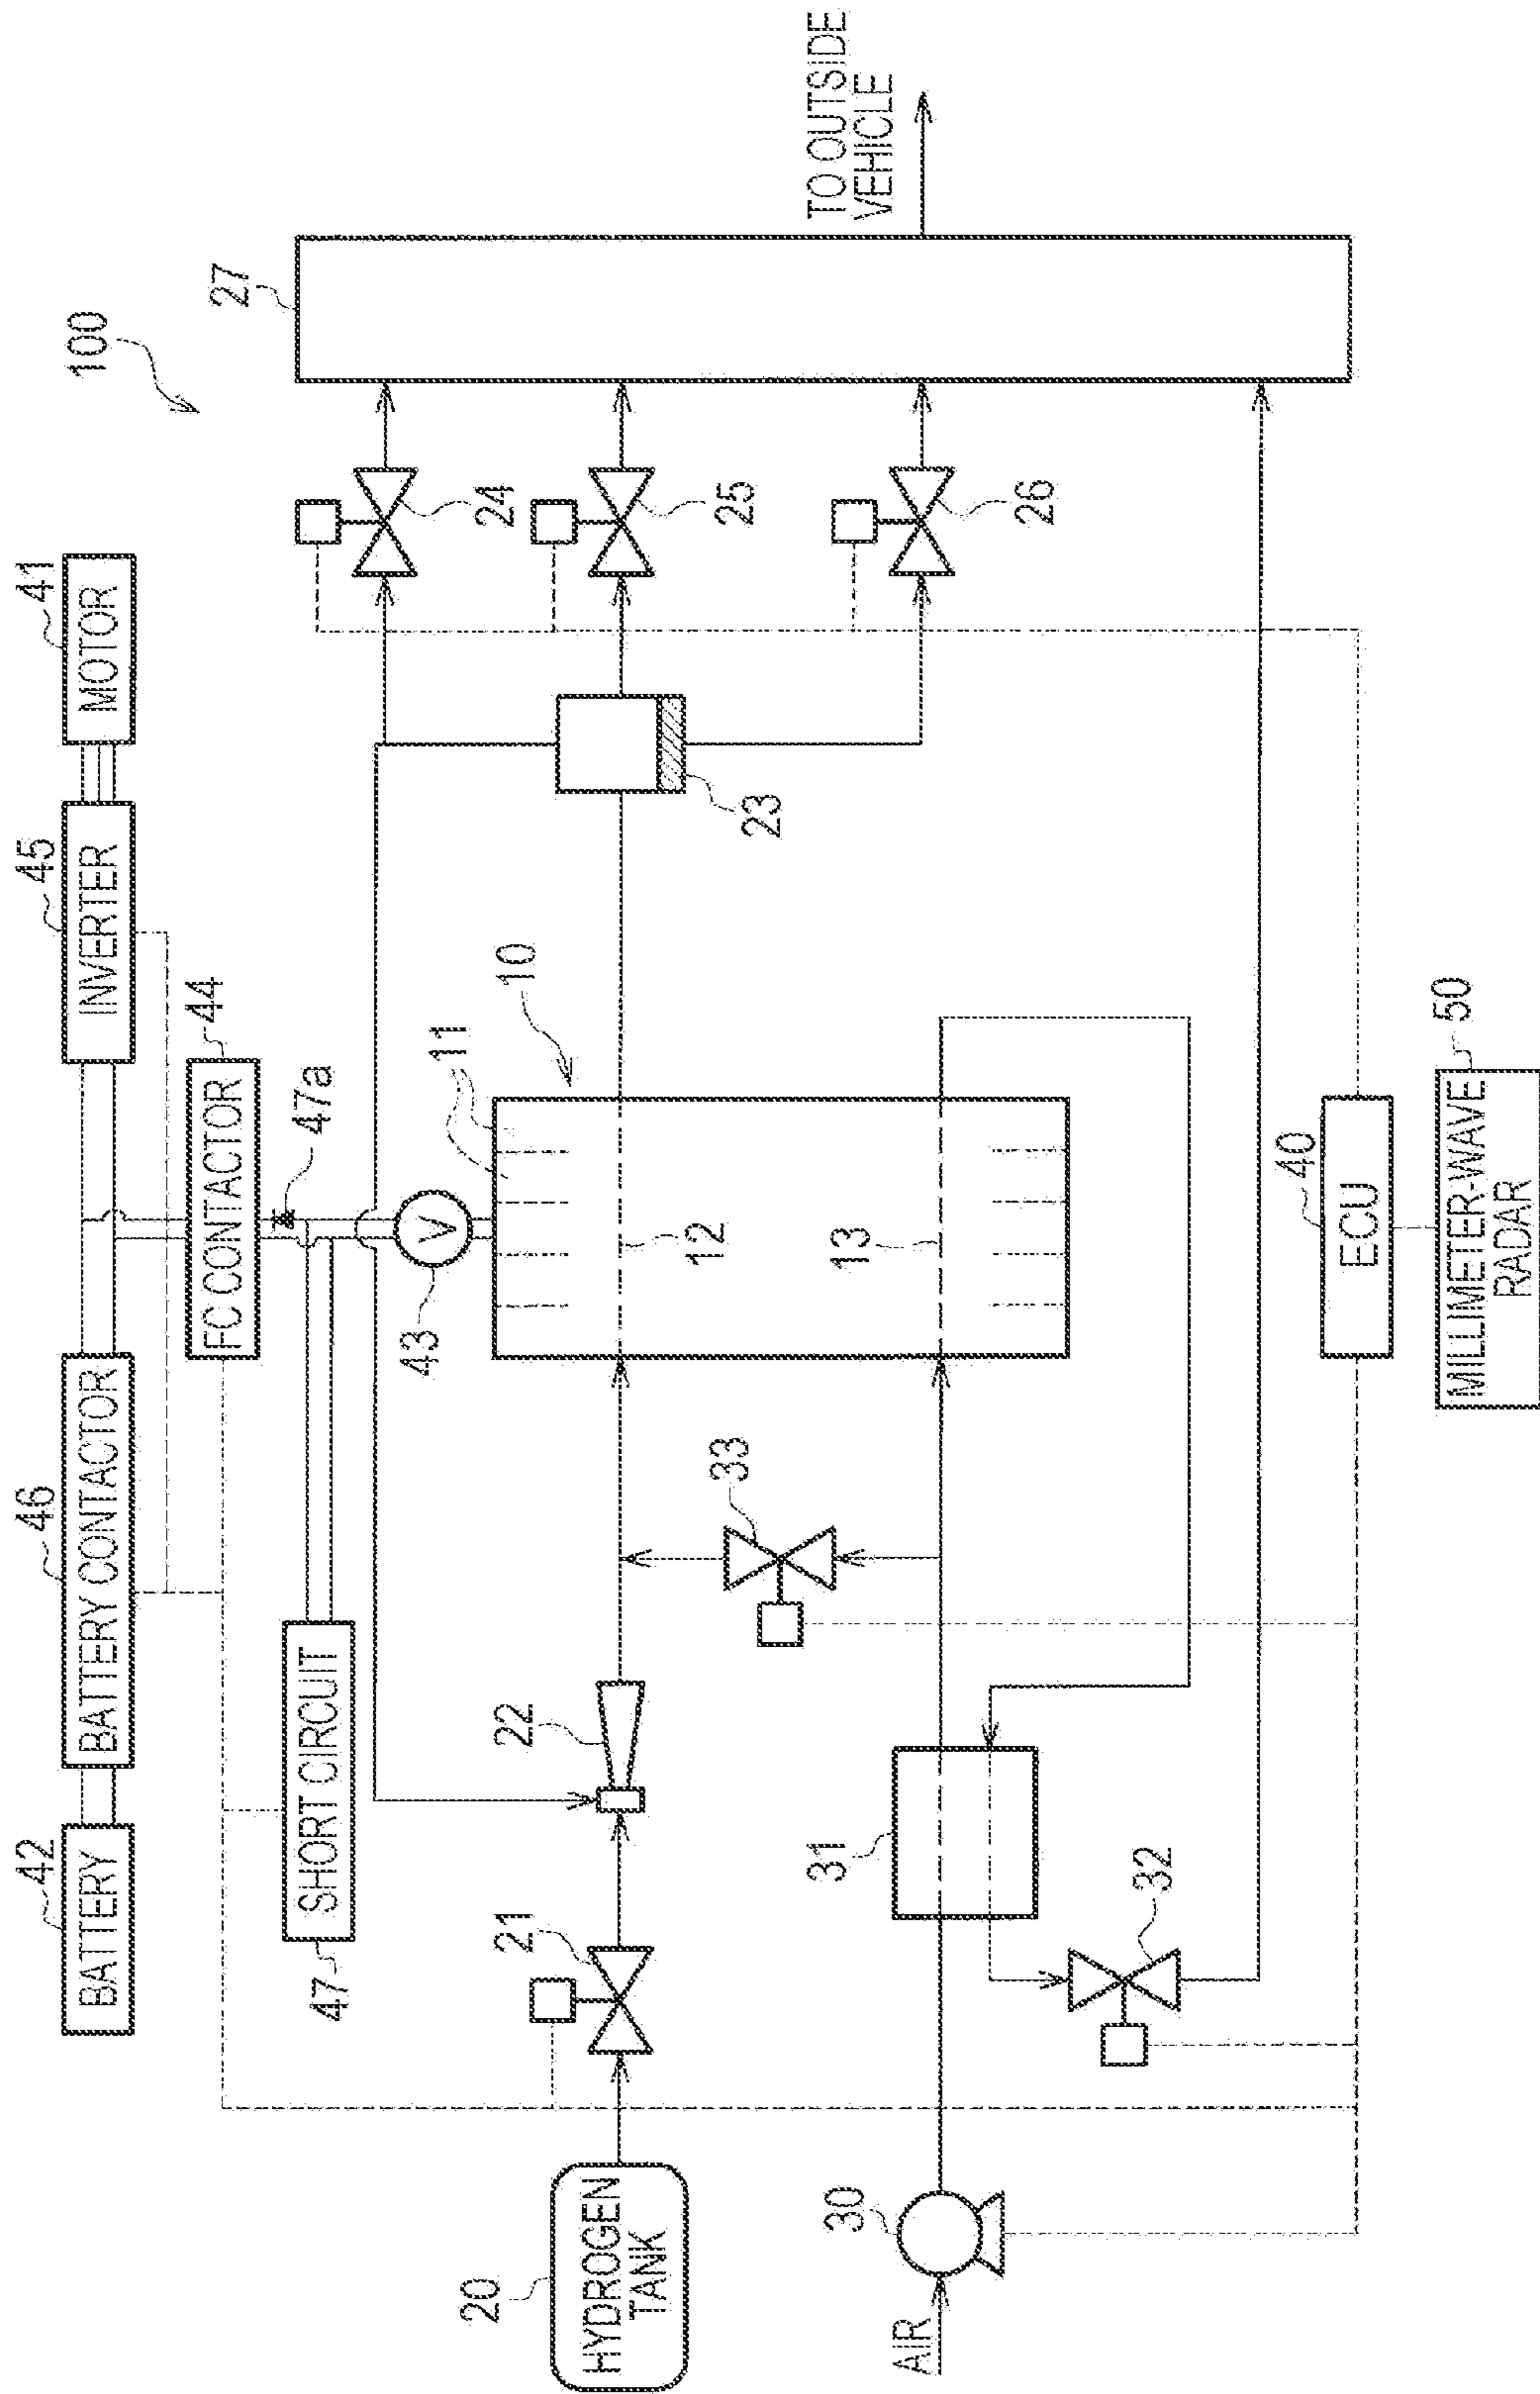 100
42
BATTERY
46
BATTERY CONTACTOR
45
INVERTER
41
MOTOR
44
FC CONTACTOR
47a
47
SHORT CIRCUIT
43
V
10
11
12
13
20
HYDROGEN
TANK
21
22
23
24
25
26
27
TO OUTSIDE
VEHICLE
AIR
30
31
32
33
40
ECU
50
MILLIMETER-WAVE
RADAR